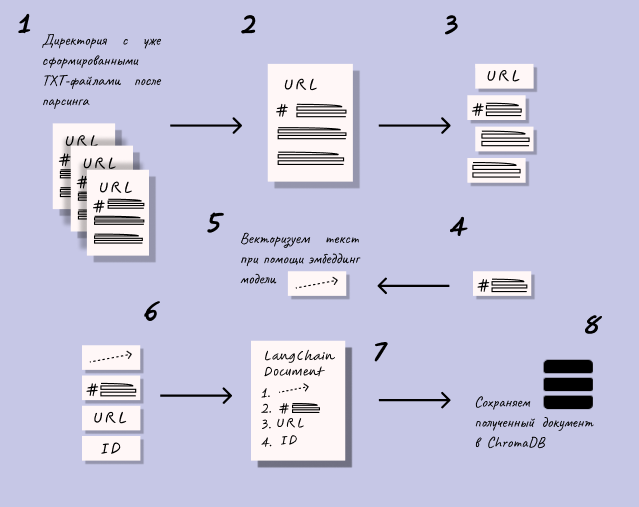 1
Директория с уже
сформированными
TXT-файлами после
парсинга
URL
#
URL
#
URL
#
2
URL
#
3
URL
#
4
#
5
Векторизуем текст
при помощи эмбеддинг
модели
6
#
URL
ID
LangChain
Document
1.
2. #
3. URL
4. ID
7
8
Сохраняем
полученный документ
в ChromaDB